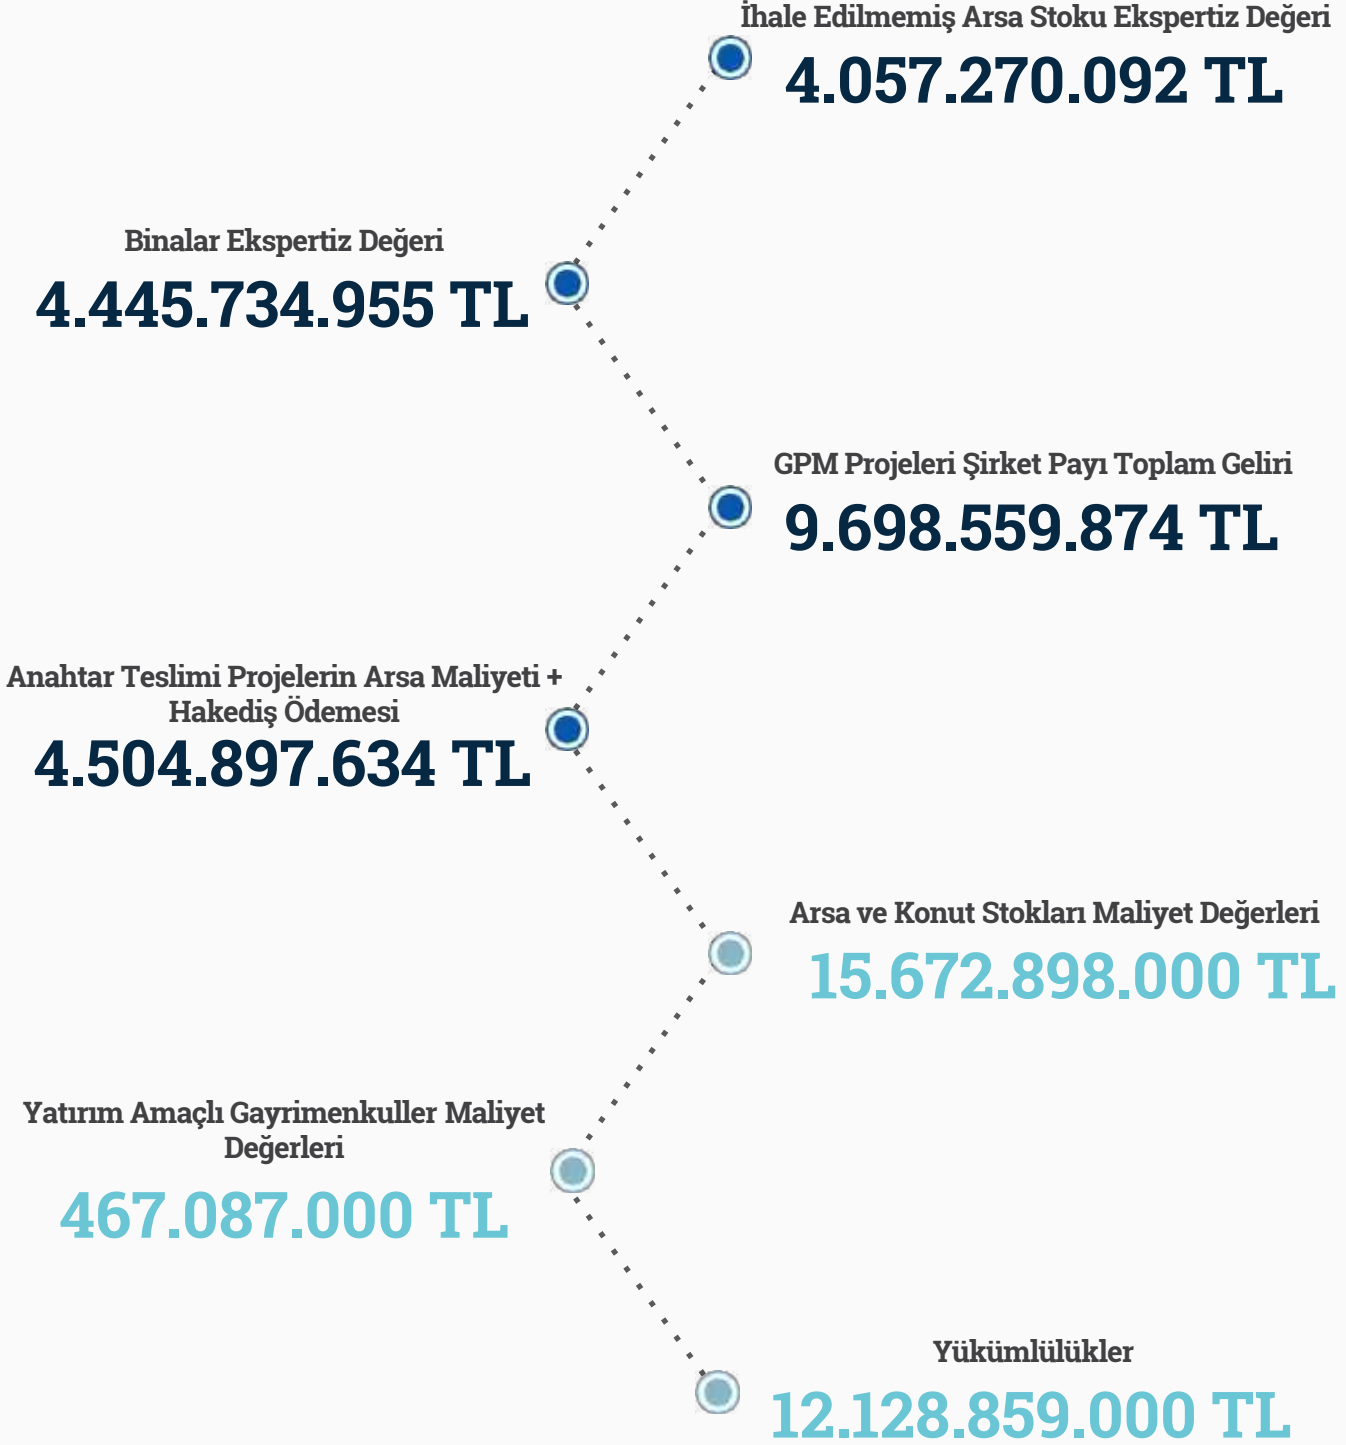 İhale Edilmemiş Arsa Stoku Ekspertiz Değeri
4.057.270.092 TL
Binalar Ekspertiz Değeri
4.445.734.955 TL
GPM Projeleri Şirket Payı Toplam Geliri
9.698.559.874 TL
Anahtar Teslimi Projelerin Arsa Maliyeti +
Hakediş Ödemesi
4.504.897.634 TL
Arsa ve Konut Stokları Maliyet Değerleri
15.672.898.000 TL
Yatırım Amaçlı Gayrimenkuller Maliyet
Değerleri
467.087.000 TL
Yükümlülükler
12.128.859.000 TL